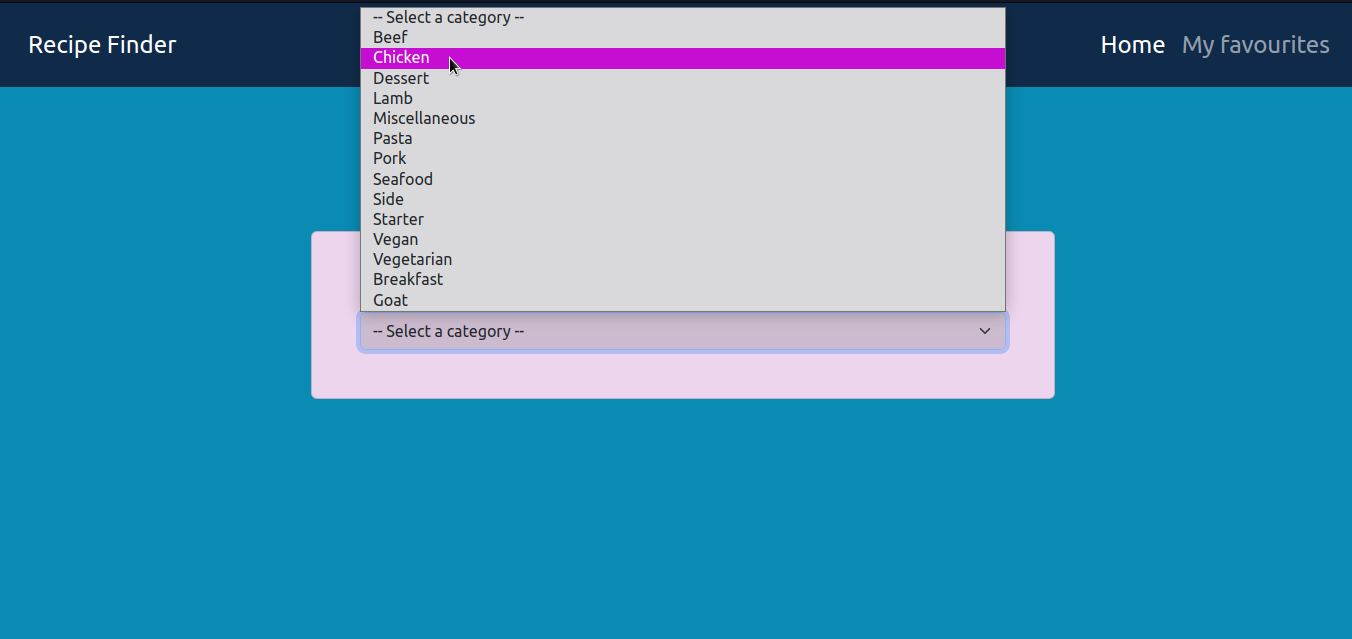 Recipe Finder
Home My favourites
-- Select a category --
Beef
Chicken
Dessert
Lamb
Miscellaneous
Pasta
Pork
Seafood
Side
Starter
Vegan
Vegetarian
Breakfast
Goat
-- Select a category --